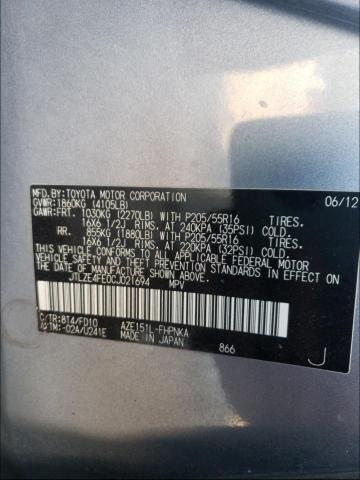 MFD.BY:TOYOTA MOTOR CORPORATION 06/12
GVWR:1860KG (4105LB)
GAWR:FRT. 1030KG (2270LB) WITH P205/55R16 TIRES
16X6 1/2J RIMS, AT 240KPA (35PSI) COLD.
RR. 855KG (1880LB) WITH P205/55R16 TIRES
16X6 1/2J RIMS, AT 220KPA (32PSI) COLD.
THIS VEHICLE CONFORMS TO ALL APPLICABLE FEDERAL MOTOR
VEHICLE SAFETY, BUMPER, AND THEFT PREVENTION STANDARDS
IN EFFECT ON THE DATE OF MANUFACTURE SHOWN ABOVE.
JTLZE4FE0CJ021694 MPV
C/TR:8T4/FD10 AZE151L-FHPNKA
A/TM:-02A/U241E MADE IN JAPAN 866 J